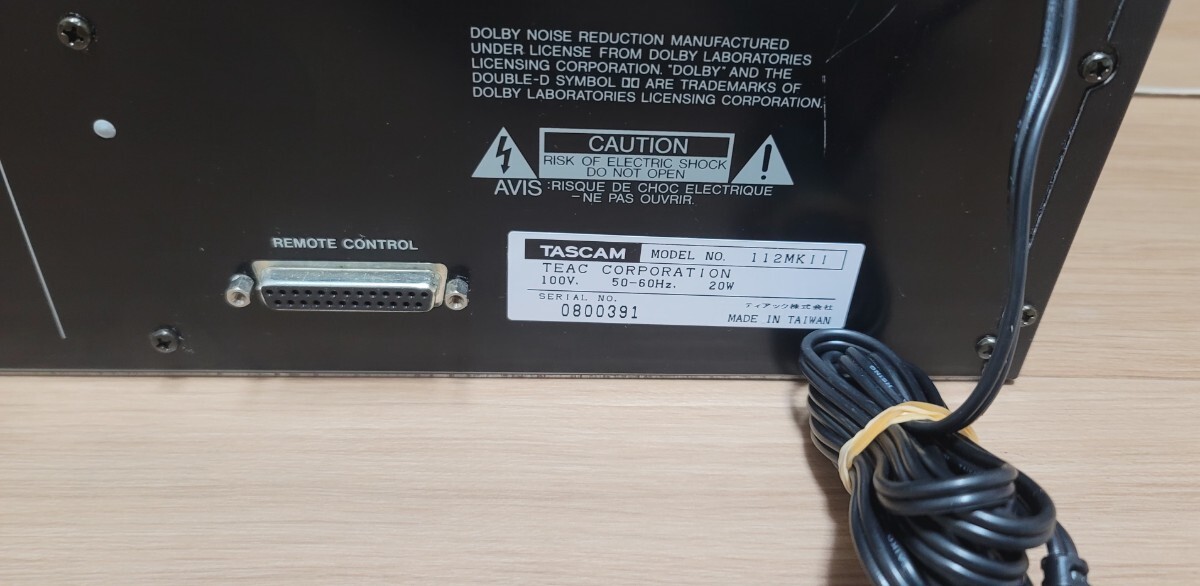 DOLBY NOISE REDUCTION MANUFACTURED
UNDER LICENSE FROM DOLBY LABORATORIES
LICENSING CORPORATION. "DOLBY" AND THE
DOUBLE-D SYMBOL ARE TRADEMARKS OF
DOLBY LABORATORIES LICENSING CORPORATION.
CAUTION
RISK OF ELECTRIC SHOCK
DO NOT OPEN
AVIS :RISQUE DE CHOC ELECTRIQUE
-NE PAS OUVRIR.
REMOTE CONTROL
TASCAM MODEL NO. 112MKII
TEAC CORPORATION
100V. 50-60Hz. 20W
SERIAL NO. ティアック株式会社
0800391 MADE IN TAIWAN